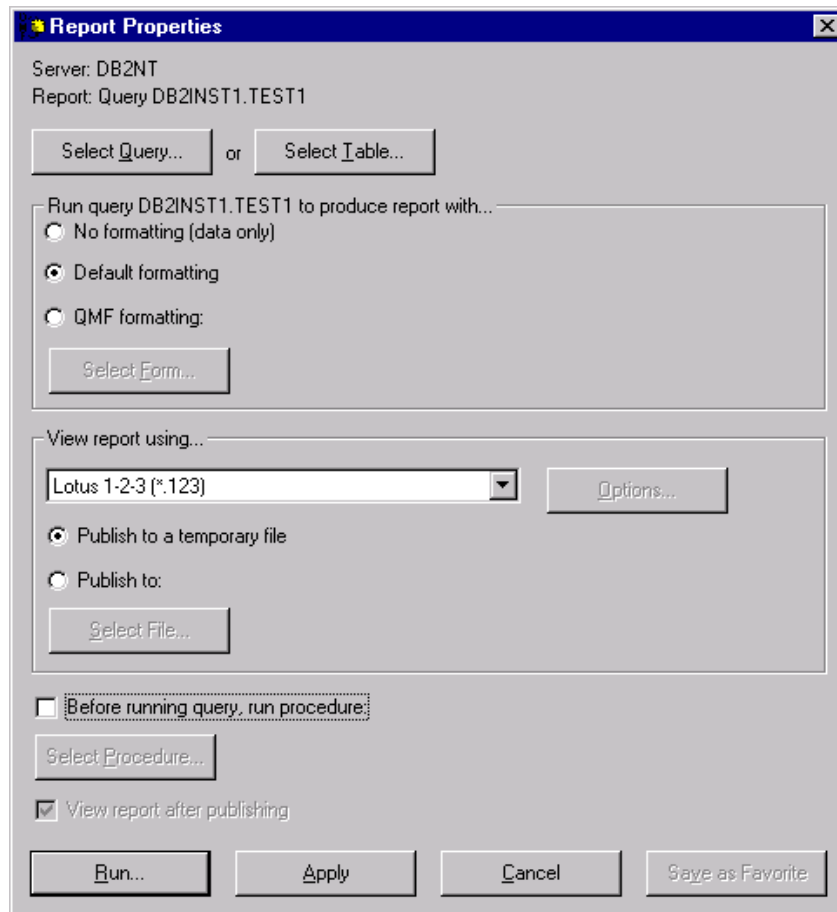 Report Properties
Server: DB2NT
Report: Query DB2INST1.TEST1
Select Query... or Select Table...
Run query DB2INST1.TEST1 to produce report with...
No formatting (data only)
Default formatting
QMF formatting:
Select Form...
View report using...
Lotus 1-2-3 (*.123) Options...
Publish to a temporary file
Publish to:
Select File...
Before running query, run procedure:
Select Procedure...
View report after publishing
Run... Apply Cancel Save as Favorite